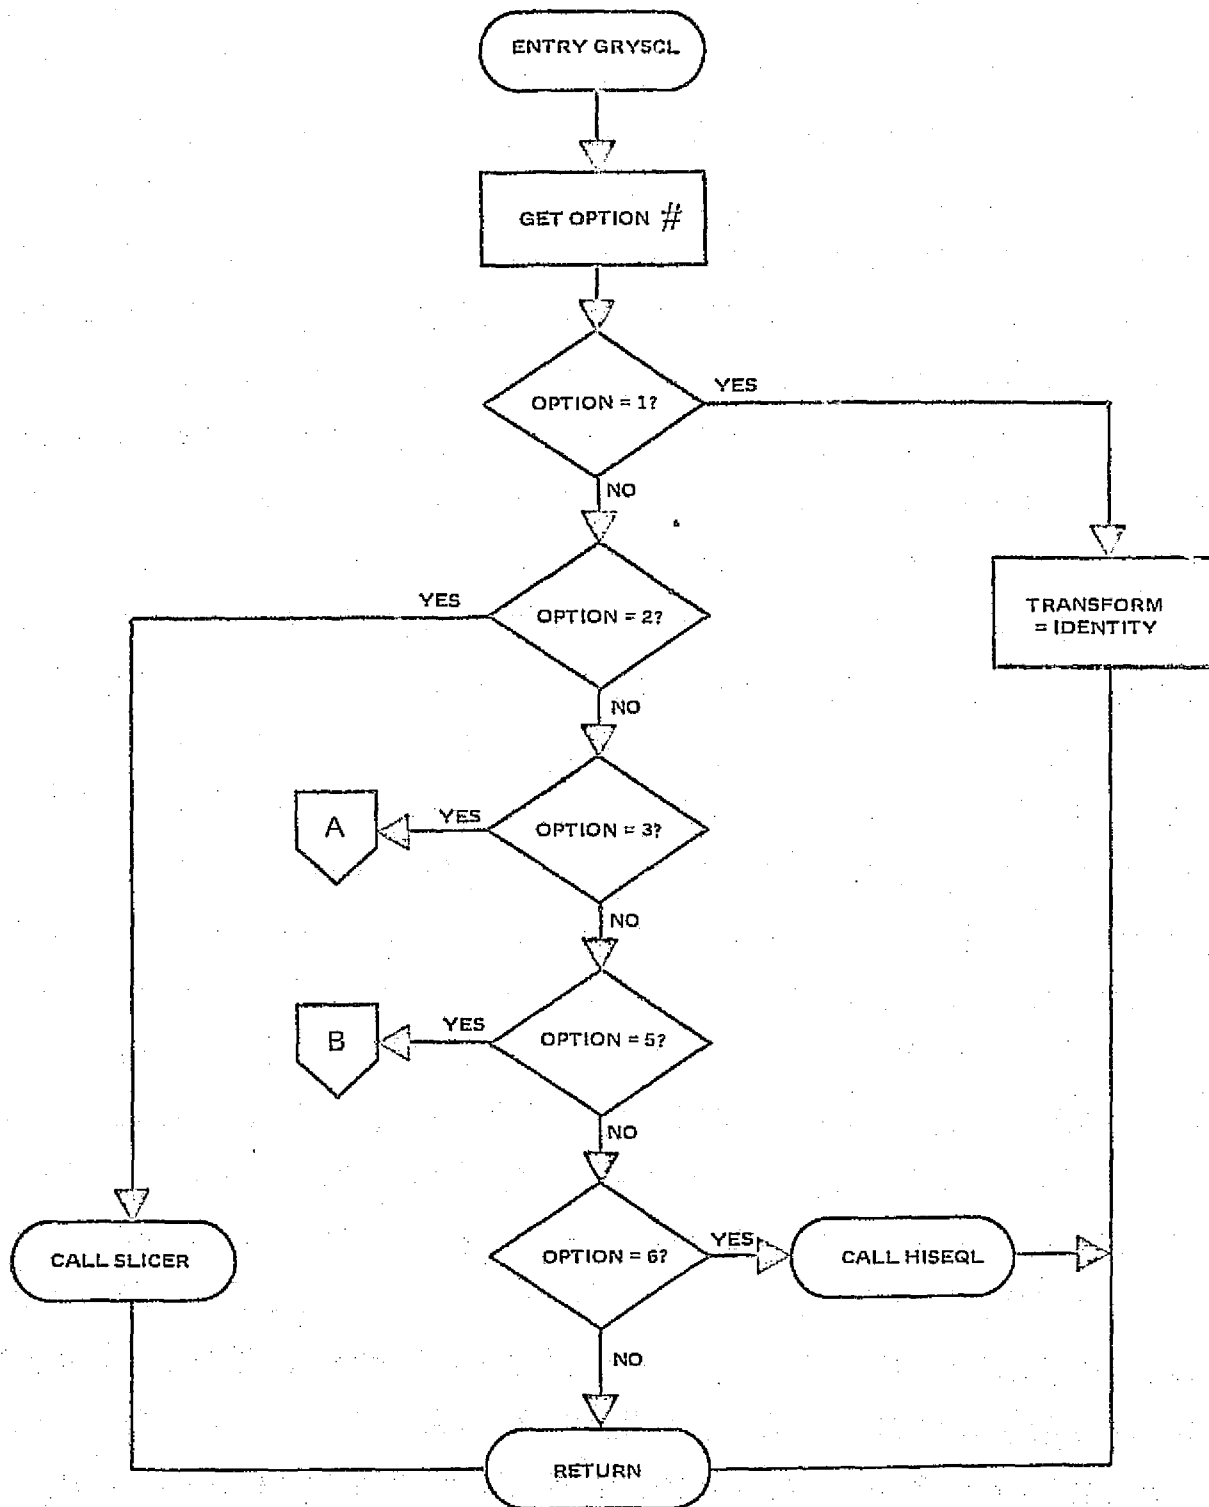 ENTRY GRYSCL
GET OPTION #
OPTION = 1?
YES
NO
TRANSFORM
= IDENTITY
YES
OPTION = 2?
NO
A
YES
OPTION = 3?
NO
B
YES
OPTION = 5?
NO
CALL SLICER
OPTION = 6?
YES
CALL HISEQL
NO
RETURN